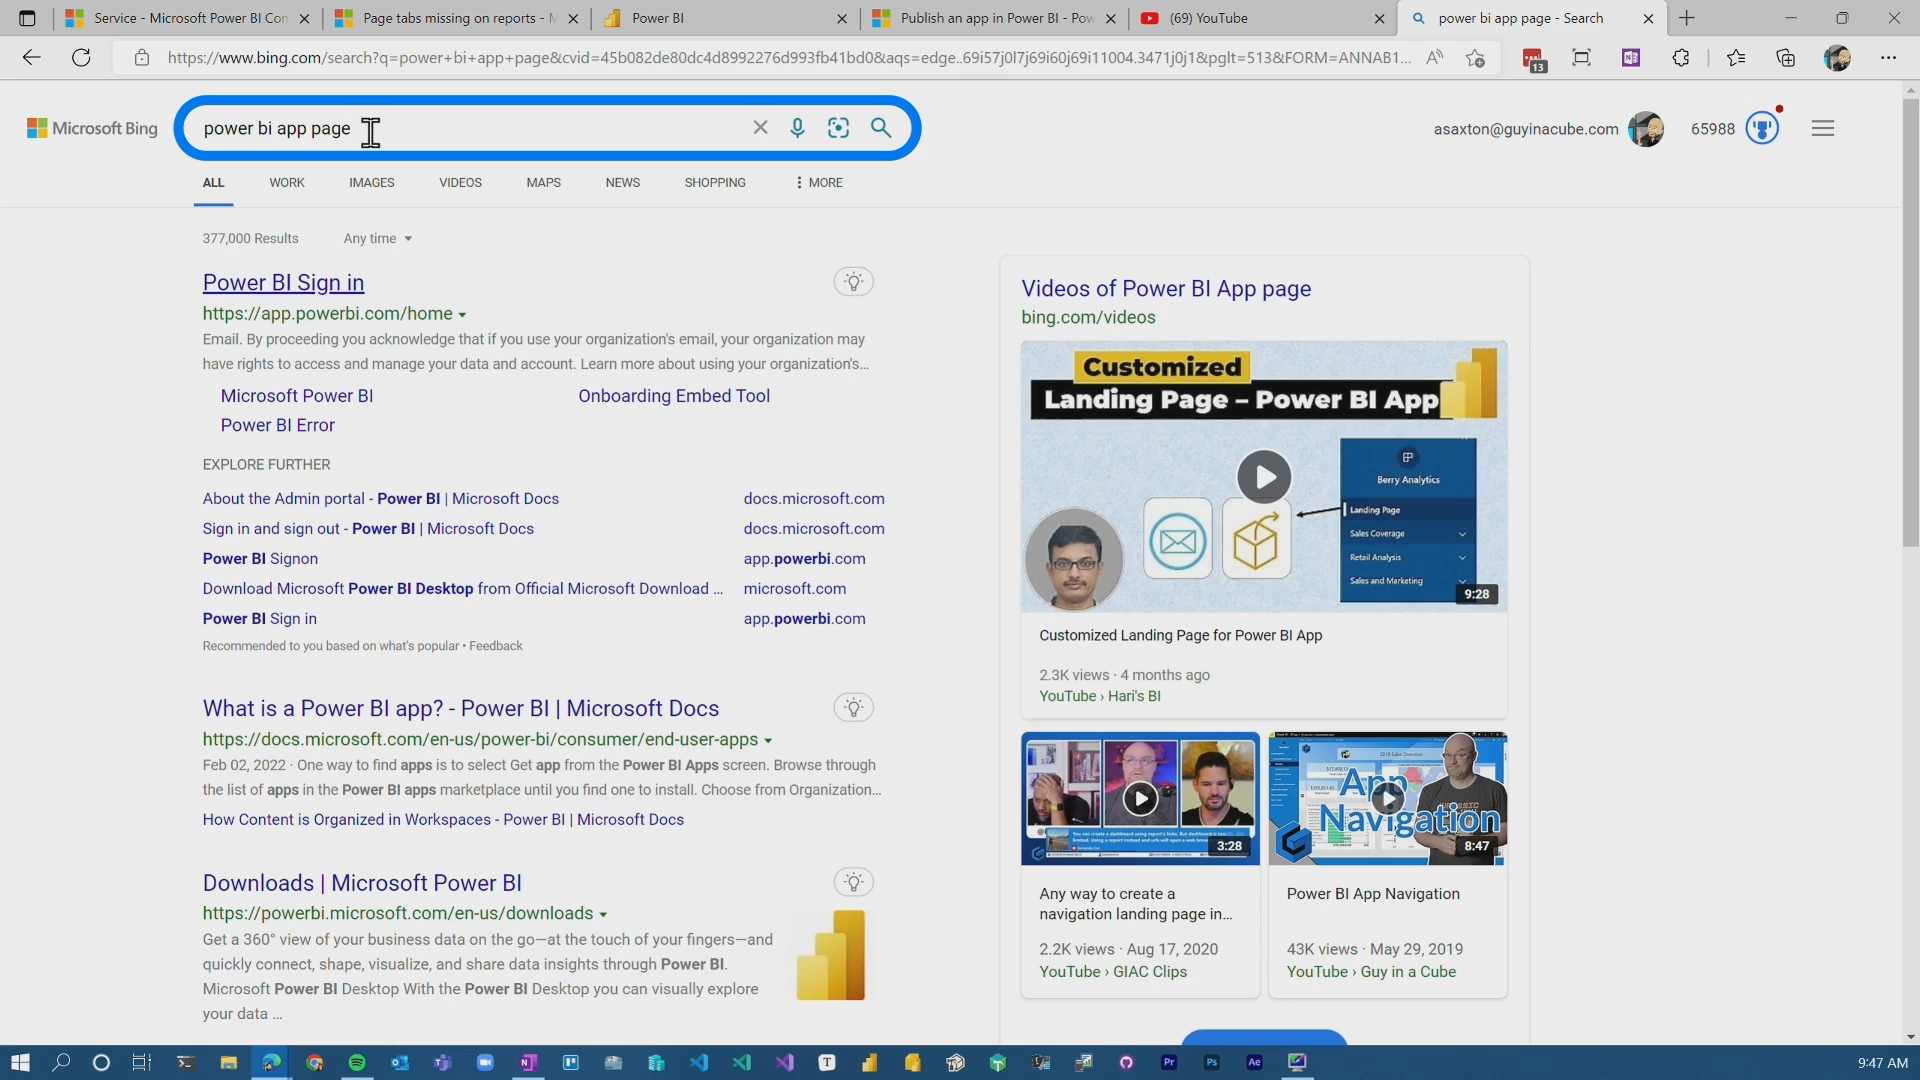 Service - Microsoft Power BI Con
Page tabs missing on reports - M
Power BI
Publish an app in Power BI - Pow
(69) YouTube
power bi app page - Search
https://www.bing.com/search?q=power+bi+app+page&cvid=45b082de80dc4d8992276d993fb41bd0&aqs=edge..69i57j0l7j69i60j69i11004.3471j0j1&pglt=513&FORM=ANNAB1...
13
Microsoft Bing
power bi app page
asaxton@guyinacube.com
65988
ALL
WORK
IMAGES
VIDEOS
MAPS
NEWS
SHOPPING
MORE
377,000 Results
Any time
Power BI Sign in
https://app.powerbi.com/home
Email. By proceeding you acknowledge that if you use your organization's email, your organization may
have rights to access and manage your data and account. Learn more about using your organization's...
Microsoft Power BI
Onboarding Embed Tool
Power BI Error
EXPLORE FURTHER
About the Admin portal - Power BI | Microsoft Docs
docs.microsoft.com
Sign in and sign out - Power BI | Microsoft Docs
docs.microsoft.com
Power BI Signon
app.powerbi.com
Download Microsoft Power BI Desktop from Official Microsoft Download ...
microsoft.com
Power BI Sign in
app.powerbi.com
Recommended to you based on what's popular • Feedback
What is a Power BI app? - Power BI | Microsoft Docs
https://docs.microsoft.com/en-us/power-bi/consumer/end-user-apps
Feb 02, 2022 · One way to find apps is to select Get app from the Power BI Apps screen. Browse through
the list of apps in the Power BI apps marketplace until you find one to install. Choose from Organization...
How Content is Organized in Workspaces - Power BI | Microsoft Docs
Downloads | Microsoft Power BI
https://powerbi.microsoft.com/en-us/downloads
Get a 360° view of your business data on the go—at the touch of your fingers—and
quickly connect, shape, visualize, and share data insights through Power BI.
Microsoft Power BI Desktop With the Power BI Desktop you can visually explore
your data ...
Videos of Power BI App page
bing.com/videos
Customized
Landing Page – Power BI App
Berry Analytics
Landing Page
Sales Coverage
Retail Analysis
Sales and Marketing
9:28
Customized Landing Page for Power BI App
2.3K views · 4 months ago
YouTube › Hari's BI
3:28
Any way to create a
navigation landing page in...
2.2K views · Aug 17, 2020
YouTube › GIAC Clips
App
Navigation
8:47
Power BI App Navigation
43K views · May 29, 2019
YouTube › Guy in a Cube
Pr
Ps
Ae
9:47 AM